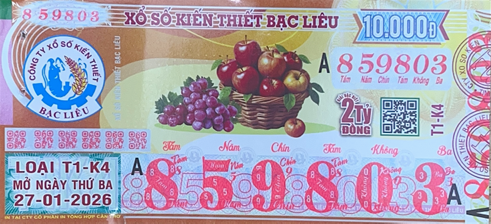 859803
XỔ SỐ KIẾN THIẾT BẠC LIÊU
10.000Đ
A 859803
Tám Năm Chín Tám Không Ba
CÔNG TY XỔ SỐ KIẾN THIẾT
BẠC LIÊU
2 Tỷ
ĐỒNG
T1-K4
Tám Năm Chín Tám Không Ba
A 859803 A
LOẠI T1-K4
MỞ NGÀY THỨ BA
27-01-2026